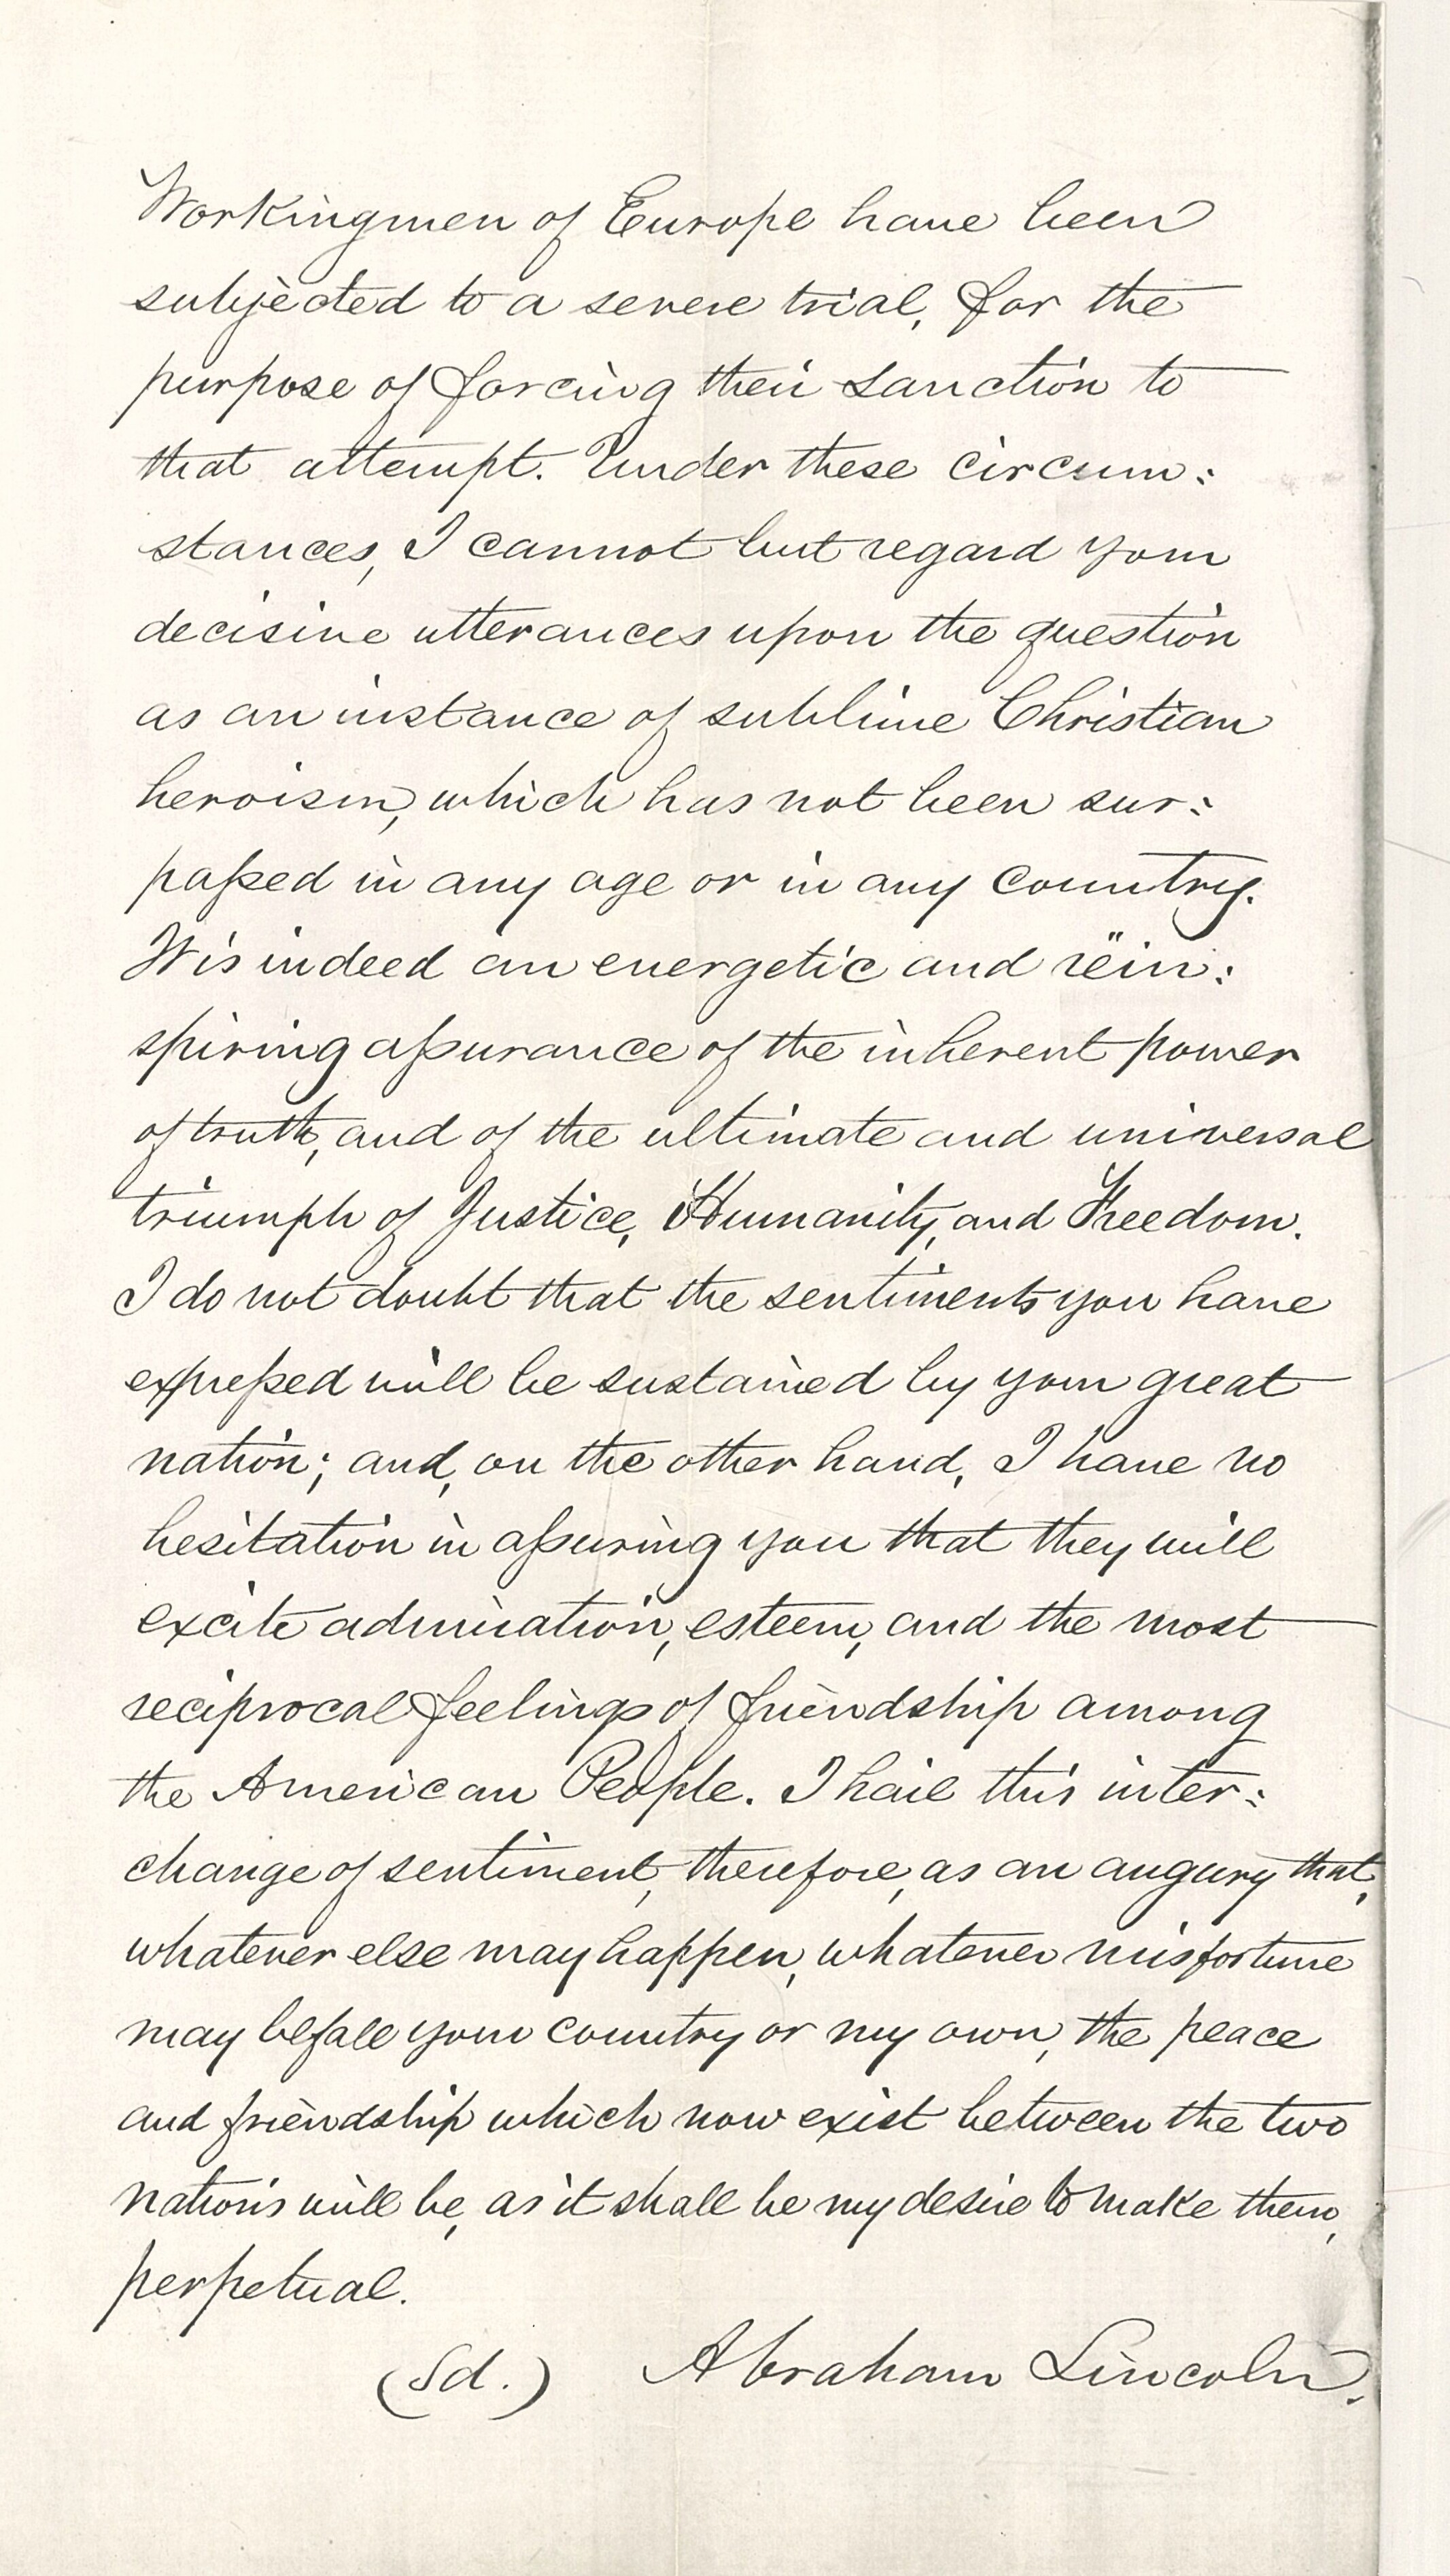 Workingmen of Europe have been
subjected to a severe trial, for the
purpose of forcing their sanction to
that attempt. Under these circum:
stances, I cannot but regard your
decisive utterances upon the question
as an instance of sublime Christian
heroism, which has not been sur:
paſsed in any age or in any country.
It is indeed an energetic and rëin:
spiring aſsurance of the inherent power
of truth, and of the ultimate and universal
triumph of Justice, Humanity, and Freedom.
I do not doubt that the sentiments you have
expreſsed will be sustained by your great
nation; and, on the other hand, I have no
hesitation in aſsuring you that they will
excite admiration, esteem, and the most
reciprocal feelings of friendship among
the American People. I hail this inter:
change of sentiment, therefore, as an augury that,
whatever else may happen, whatever misfortune
may befall your country or my own, the peace
and friendship which now exist between the two
nations will be, as it shall be my desire to make them,
perpetual.
(Sd.) Abraham Lincoln.